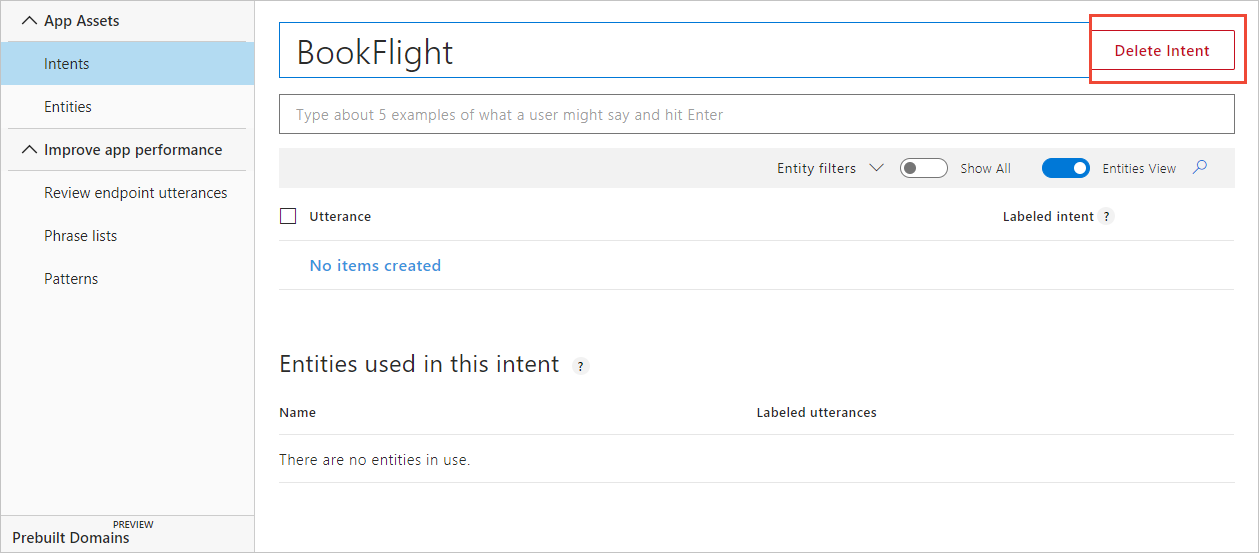 App Assets
Intents
Entities
Improve app performance
Review endpoint utterances
Phrase lists
Patterns
PREVIEW
Prebuilt Domains
BookFlight
Delete Intent
Type about 5 examples of what a user might say and hit Enter
Entity filters Show All Entities View
Utterance Labeled intent ?
No items created
Entities used in this intent ?
Name Labeled utterances
There are no entities in use.